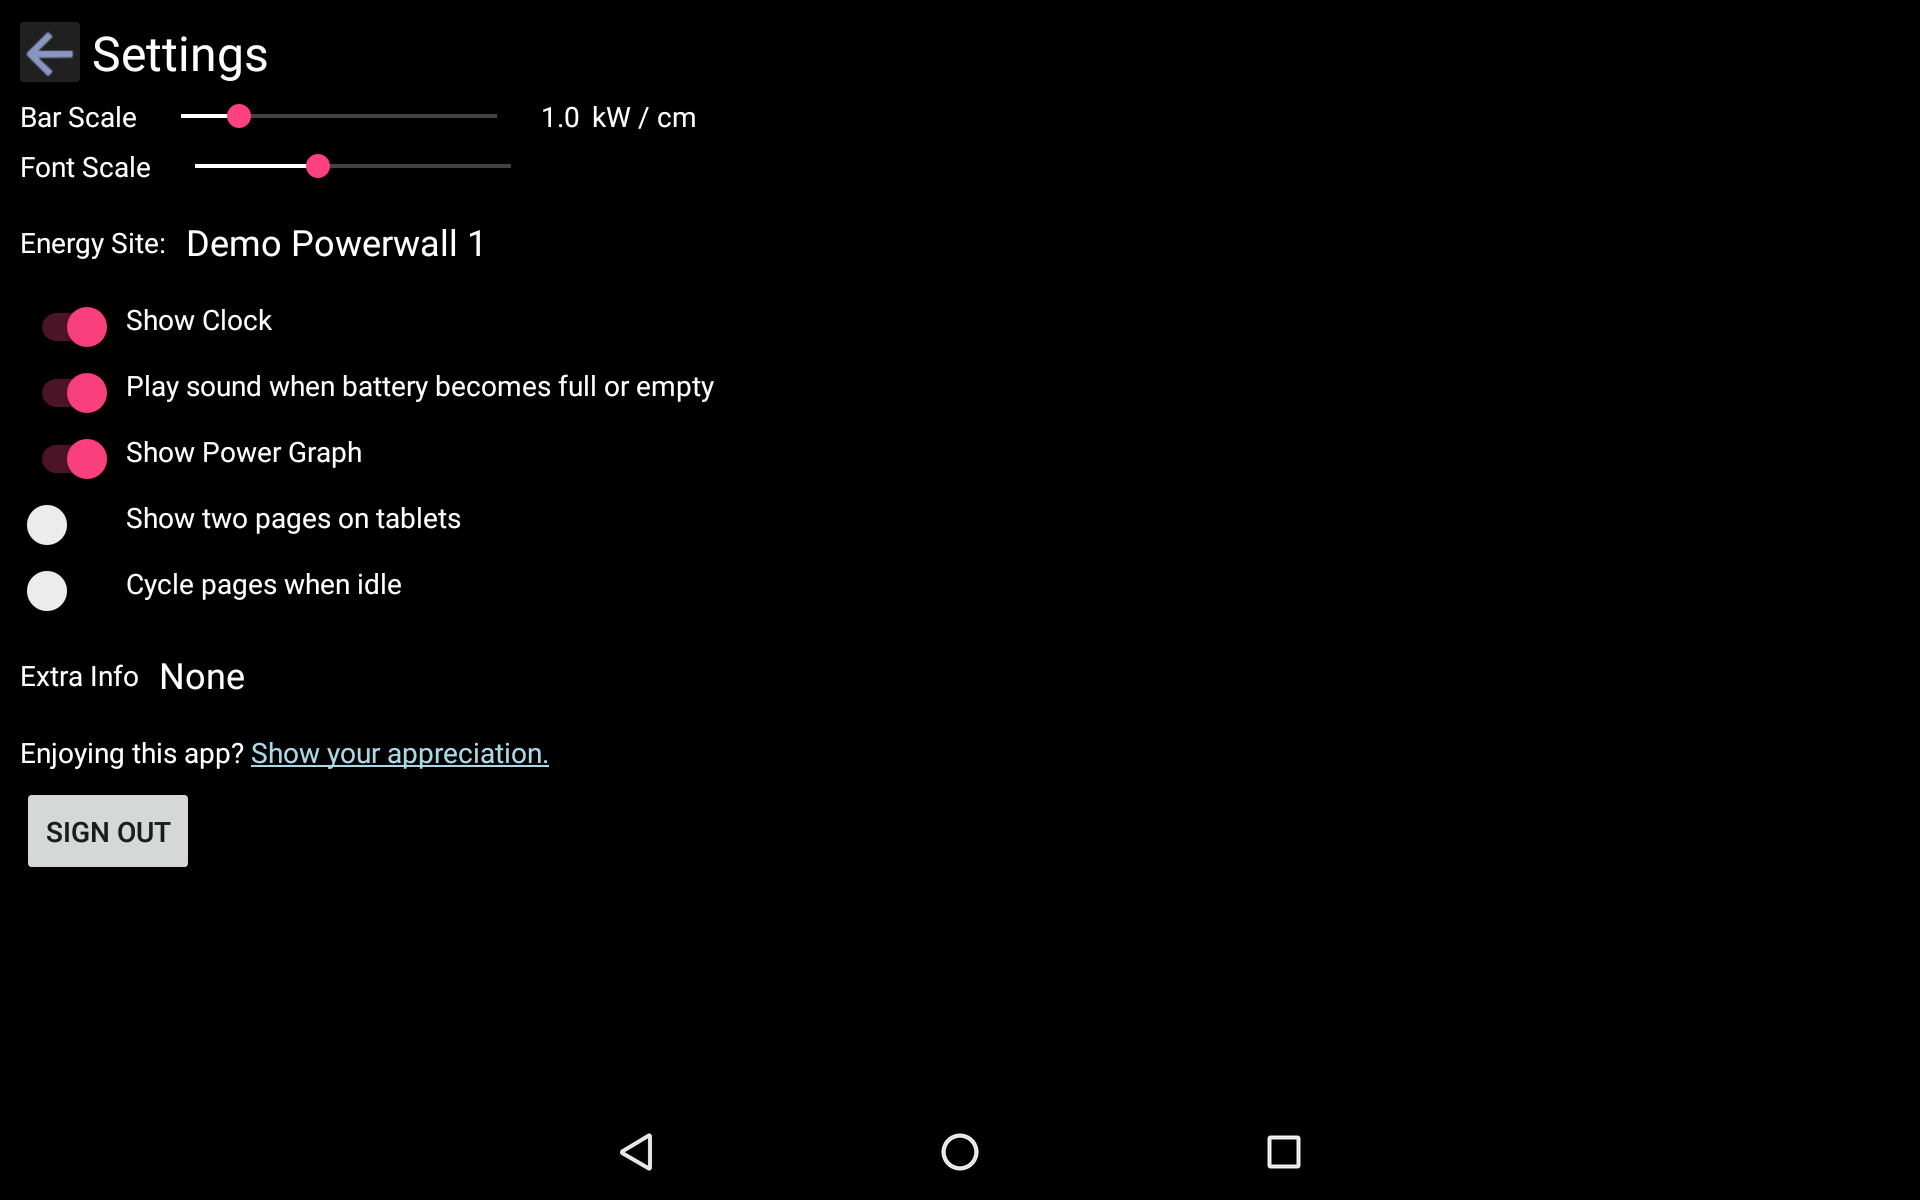 Settings
Bar Scale 1.0 kW / cm
Font Scale
Energy Site: Demo Powerwall 1
Show Clock
Play sound when battery becomes full or empty
Show Power Graph
Show two pages on tablets
Cycle pages when idle
Extra Info None
Enjoying this app? Show your appreciation.
SIGN OUT